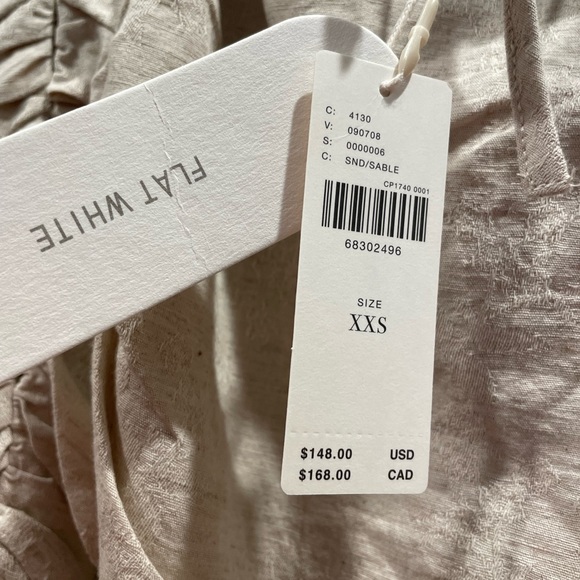 FLAT WHITE
C: 4130
V: 090708
S: 0000006
C: SND/SABLE
CP1740 0001
68302496
SIZE
XXS
$148.00 USD
$168.00 CAD